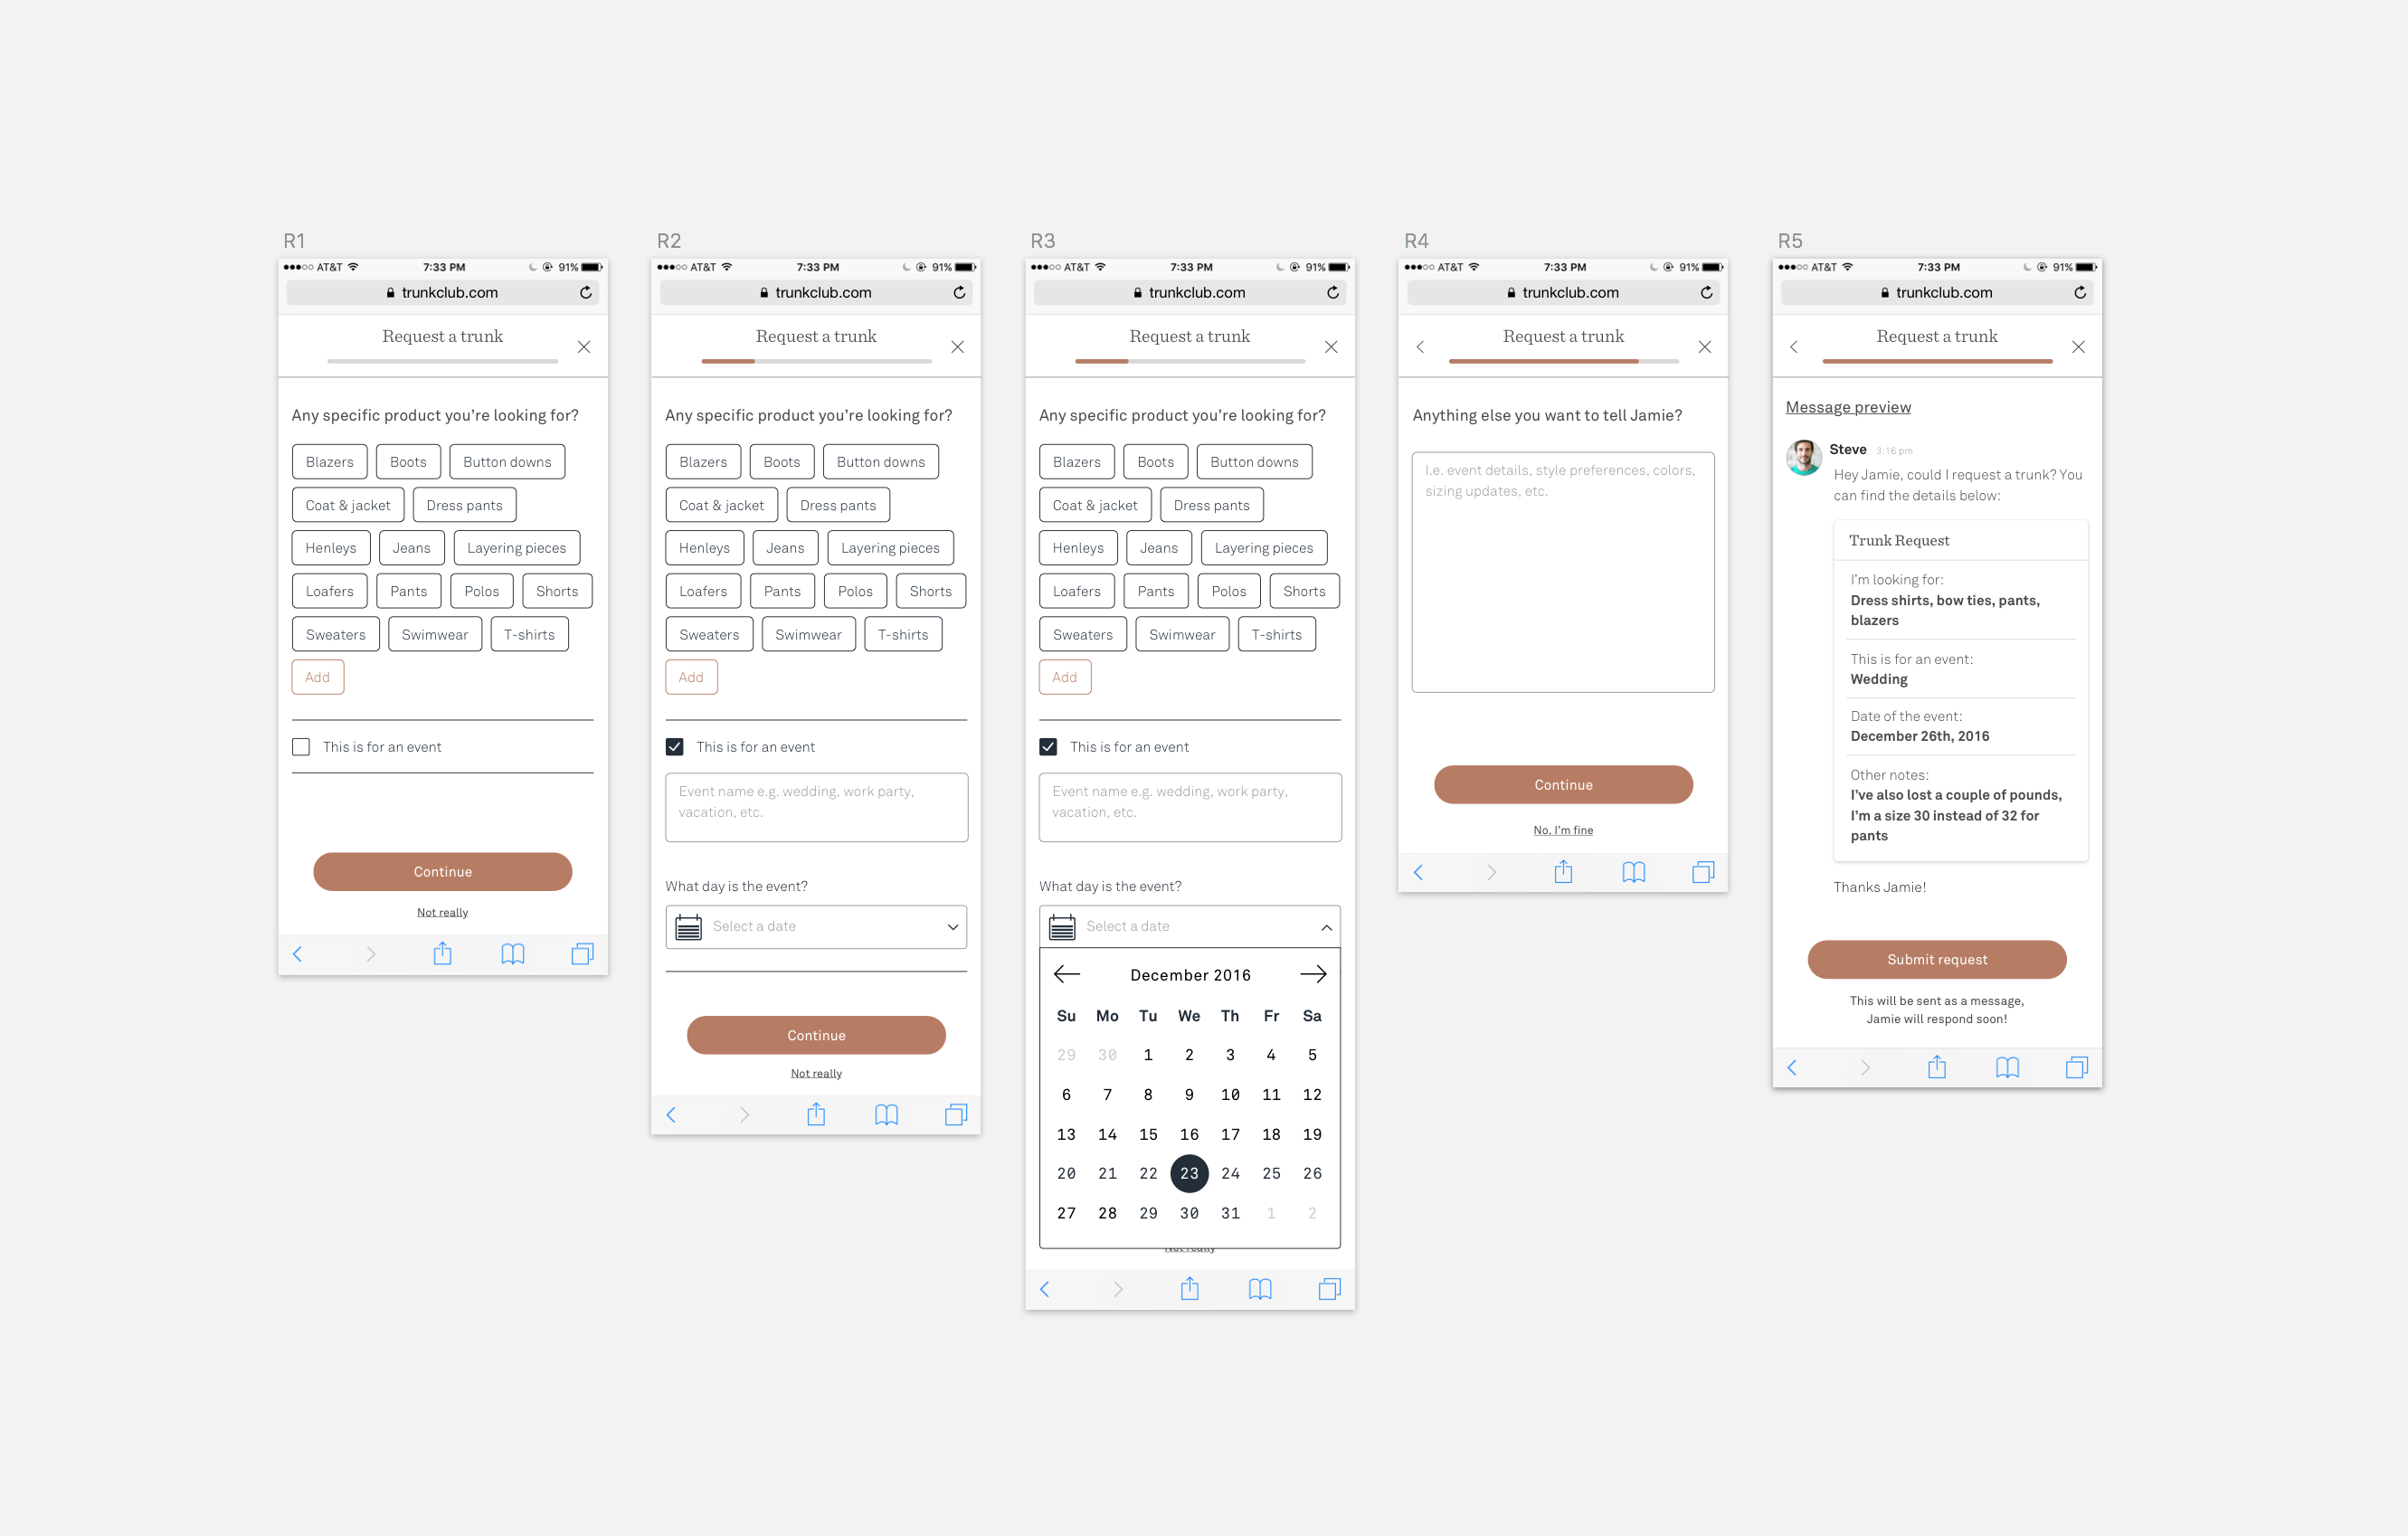 R1
AT&T 7:33 PM 91%
trunkclub.com
Request a trunk
Any specific product you're looking for?
Blazers Boots Button downs
Coat & jacket Dress pants
Henleys Jeans Layering pieces
Loafers Pants Polos Shorts
Sweaters Swimwear T-shirts
Add
This is for an event
Continue
Not really
R2
AT&T 7:33 PM 91%
trunkclub.com
Request a trunk
Any specific product you're looking for?
Blazers Boots Button downs
Coat & jacket Dress pants
Henleys Jeans Layering pieces
Loafers Pants Polos Shorts
Sweaters Swimwear T-shirts
Add
This is for an event
Event name e.g. wedding, work party,
vacation, etc.
What day is the event?
Select a date
Continue
Not really
R3
AT&T 7:33 PM 91%
trunkclub.com
Request a trunk
Any specific product you're looking for?
Blazers Boots Button downs
Coat & jacket Dress pants
Henleys Jeans Layering pieces
Loafers Pants Polos Shorts
Sweaters Swimwear T-shirts
Add
This is for an event
Event name e.g. wedding, work party,
vacation, etc.
What day is the event?
Select a date
December 2016
Su Mo Tu We Th Fr Sa
29 30 1 2 3 4 5
6 7 8 9 10 11 12
13 14 15 16 17 18 19
20 21 22 23 24 25 26
27 28 29 30 31 1 2
Not really
R4
AT&T 7:33 PM 91%
trunkclub.com
Request a trunk
Anything else you want to tell Jamie?
I.e. event details, style preferences, colors,
sizing updates, etc.
Continue
No, I'm fine
R5
AT&T 7:33 PM 91%
trunkclub.com
Request a trunk
Message preview
Steve 3:16 pm
Hey Jamie, could I request a trunk? You
can find the details below:
Trunk Request
I'm looking for:
Dress shirts, bow ties, pants,
blazers
This is for an event:
Wedding
Date of the event:
December 26th, 2016
Other notes:
I've also lost a couple of pounds,
I'm a size 30 instead of 32 for
pants
Thanks Jamie!
Submit request
This will be sent as a message,
Jamie will respond soon!